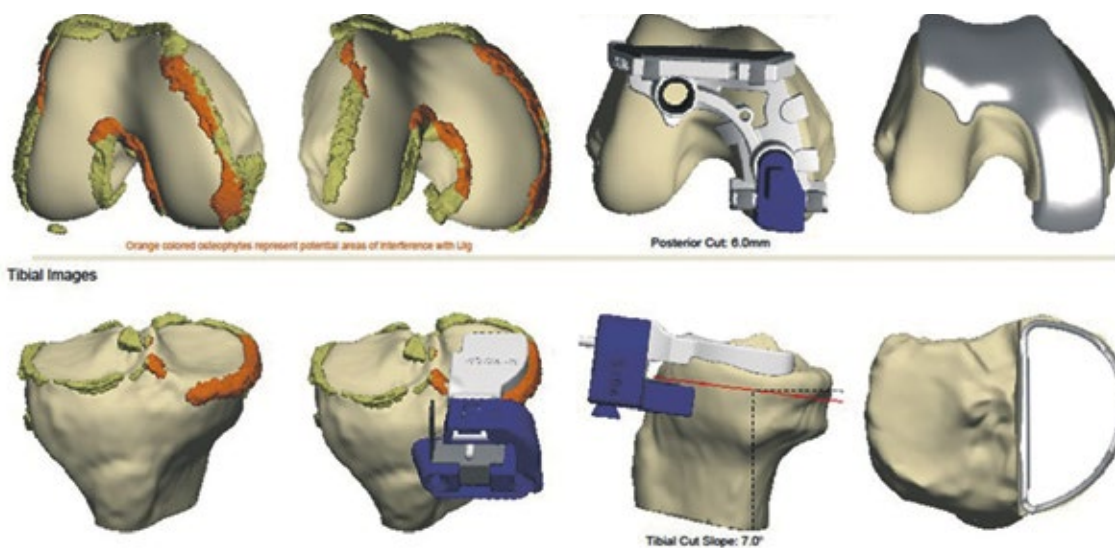 Orange colored osteophytes represent potential areas of interference with UIg
Posterior Cut: 6.0mm
Tibial Images
Tibial Cut Slope: 7.0°